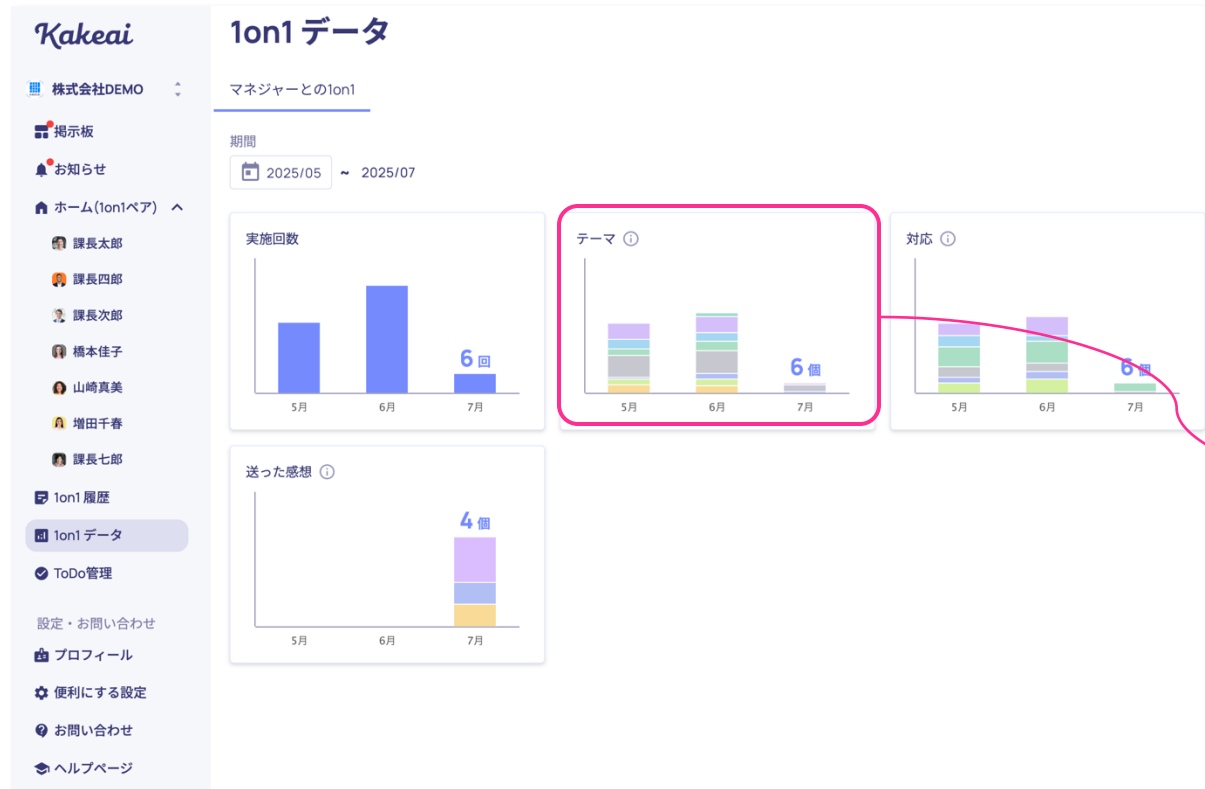 Kakeai
株式会社DEMO
掲示板
お知らせ
ホーム(1on1ペア)
課長太郎
課長四郎
課長次郎
橋本佳子
山崎真美
増田千春
課長七郎
1on1 履歴
1on1 データ
ToDo管理
設定・お問い合わせ
プロフィール
便利にする設定
お問い合わせ
ヘルプページ
1on1 データ
マネジャーとの1on1
期間
2025/05 ~ 2025/07
実施回数
6 回
5月 6月 7月
テーマ
6 個
5月 6月 7月
対応
6 個
5月 6月 7月
送った感想
4 個
5月 6月 7月